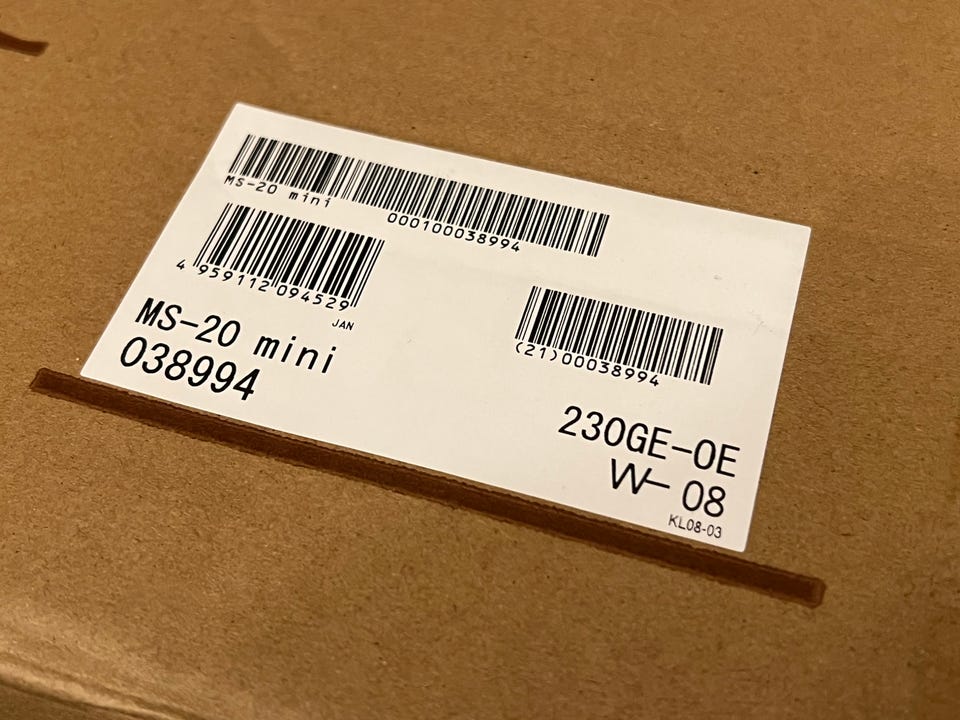 MS-20 mini
000100038994
4 959112 094529
JAN
MS-20 mini
038994
(21)00038994
230GE-0E
W- 08
KL08-03